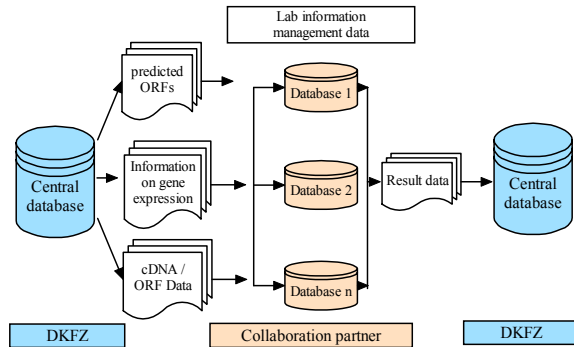 Lab information
management data
predicted
ORFs
Database 1
Central
database
Information
on gene
expression
Database 2
Result data
Central
database
cDNA /
ORF Data
Database n
DKFZ
Collaboration partner
DKFZ